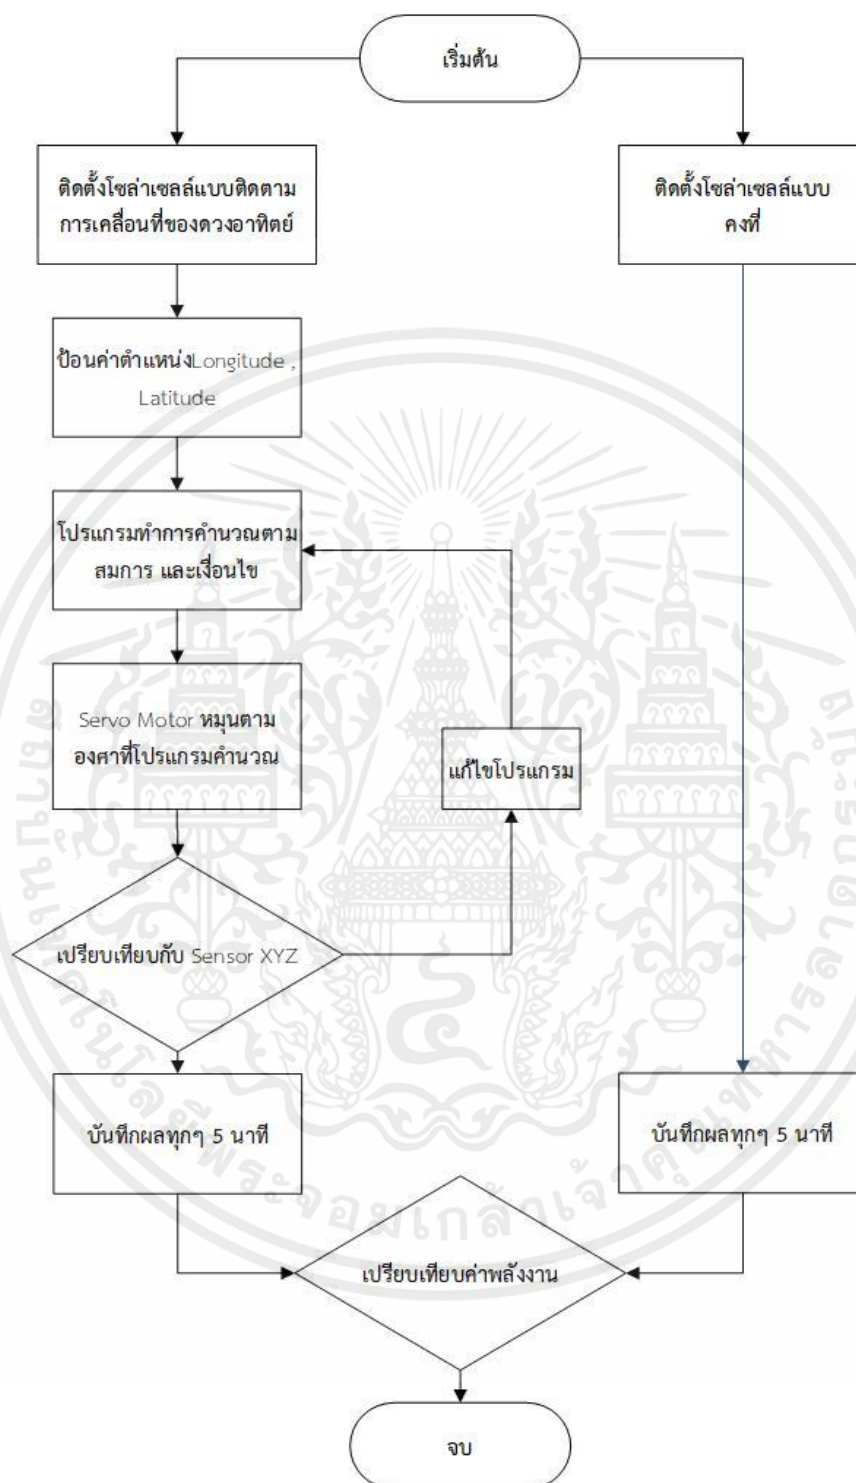 เริ่มต้น
ติดตั้งโซล่าเซลล์แบบติดตาม
การเคลื่อนที่ของดวงอาทิตย์
ติดตั้งโซล่าเซลล์แบบ
คงที่
ป้อนค่าตำแหน่งLongitude ,
Latitude
โปรแกรมทำการคำนวณตาม
สมการ และเงื่อนไข
Servo Motor หมุนตาม
องศาที่โปรแกรมคำนวณ
แก้ไขโปรแกรม
เปรียบเทียบกับ Sensor XYZ
บันทึกผลทุกๆ 5 นาที
บันทึกผลทุกๆ 5 นาที
เปรียบเทียบค่าพลังงาน
จบ